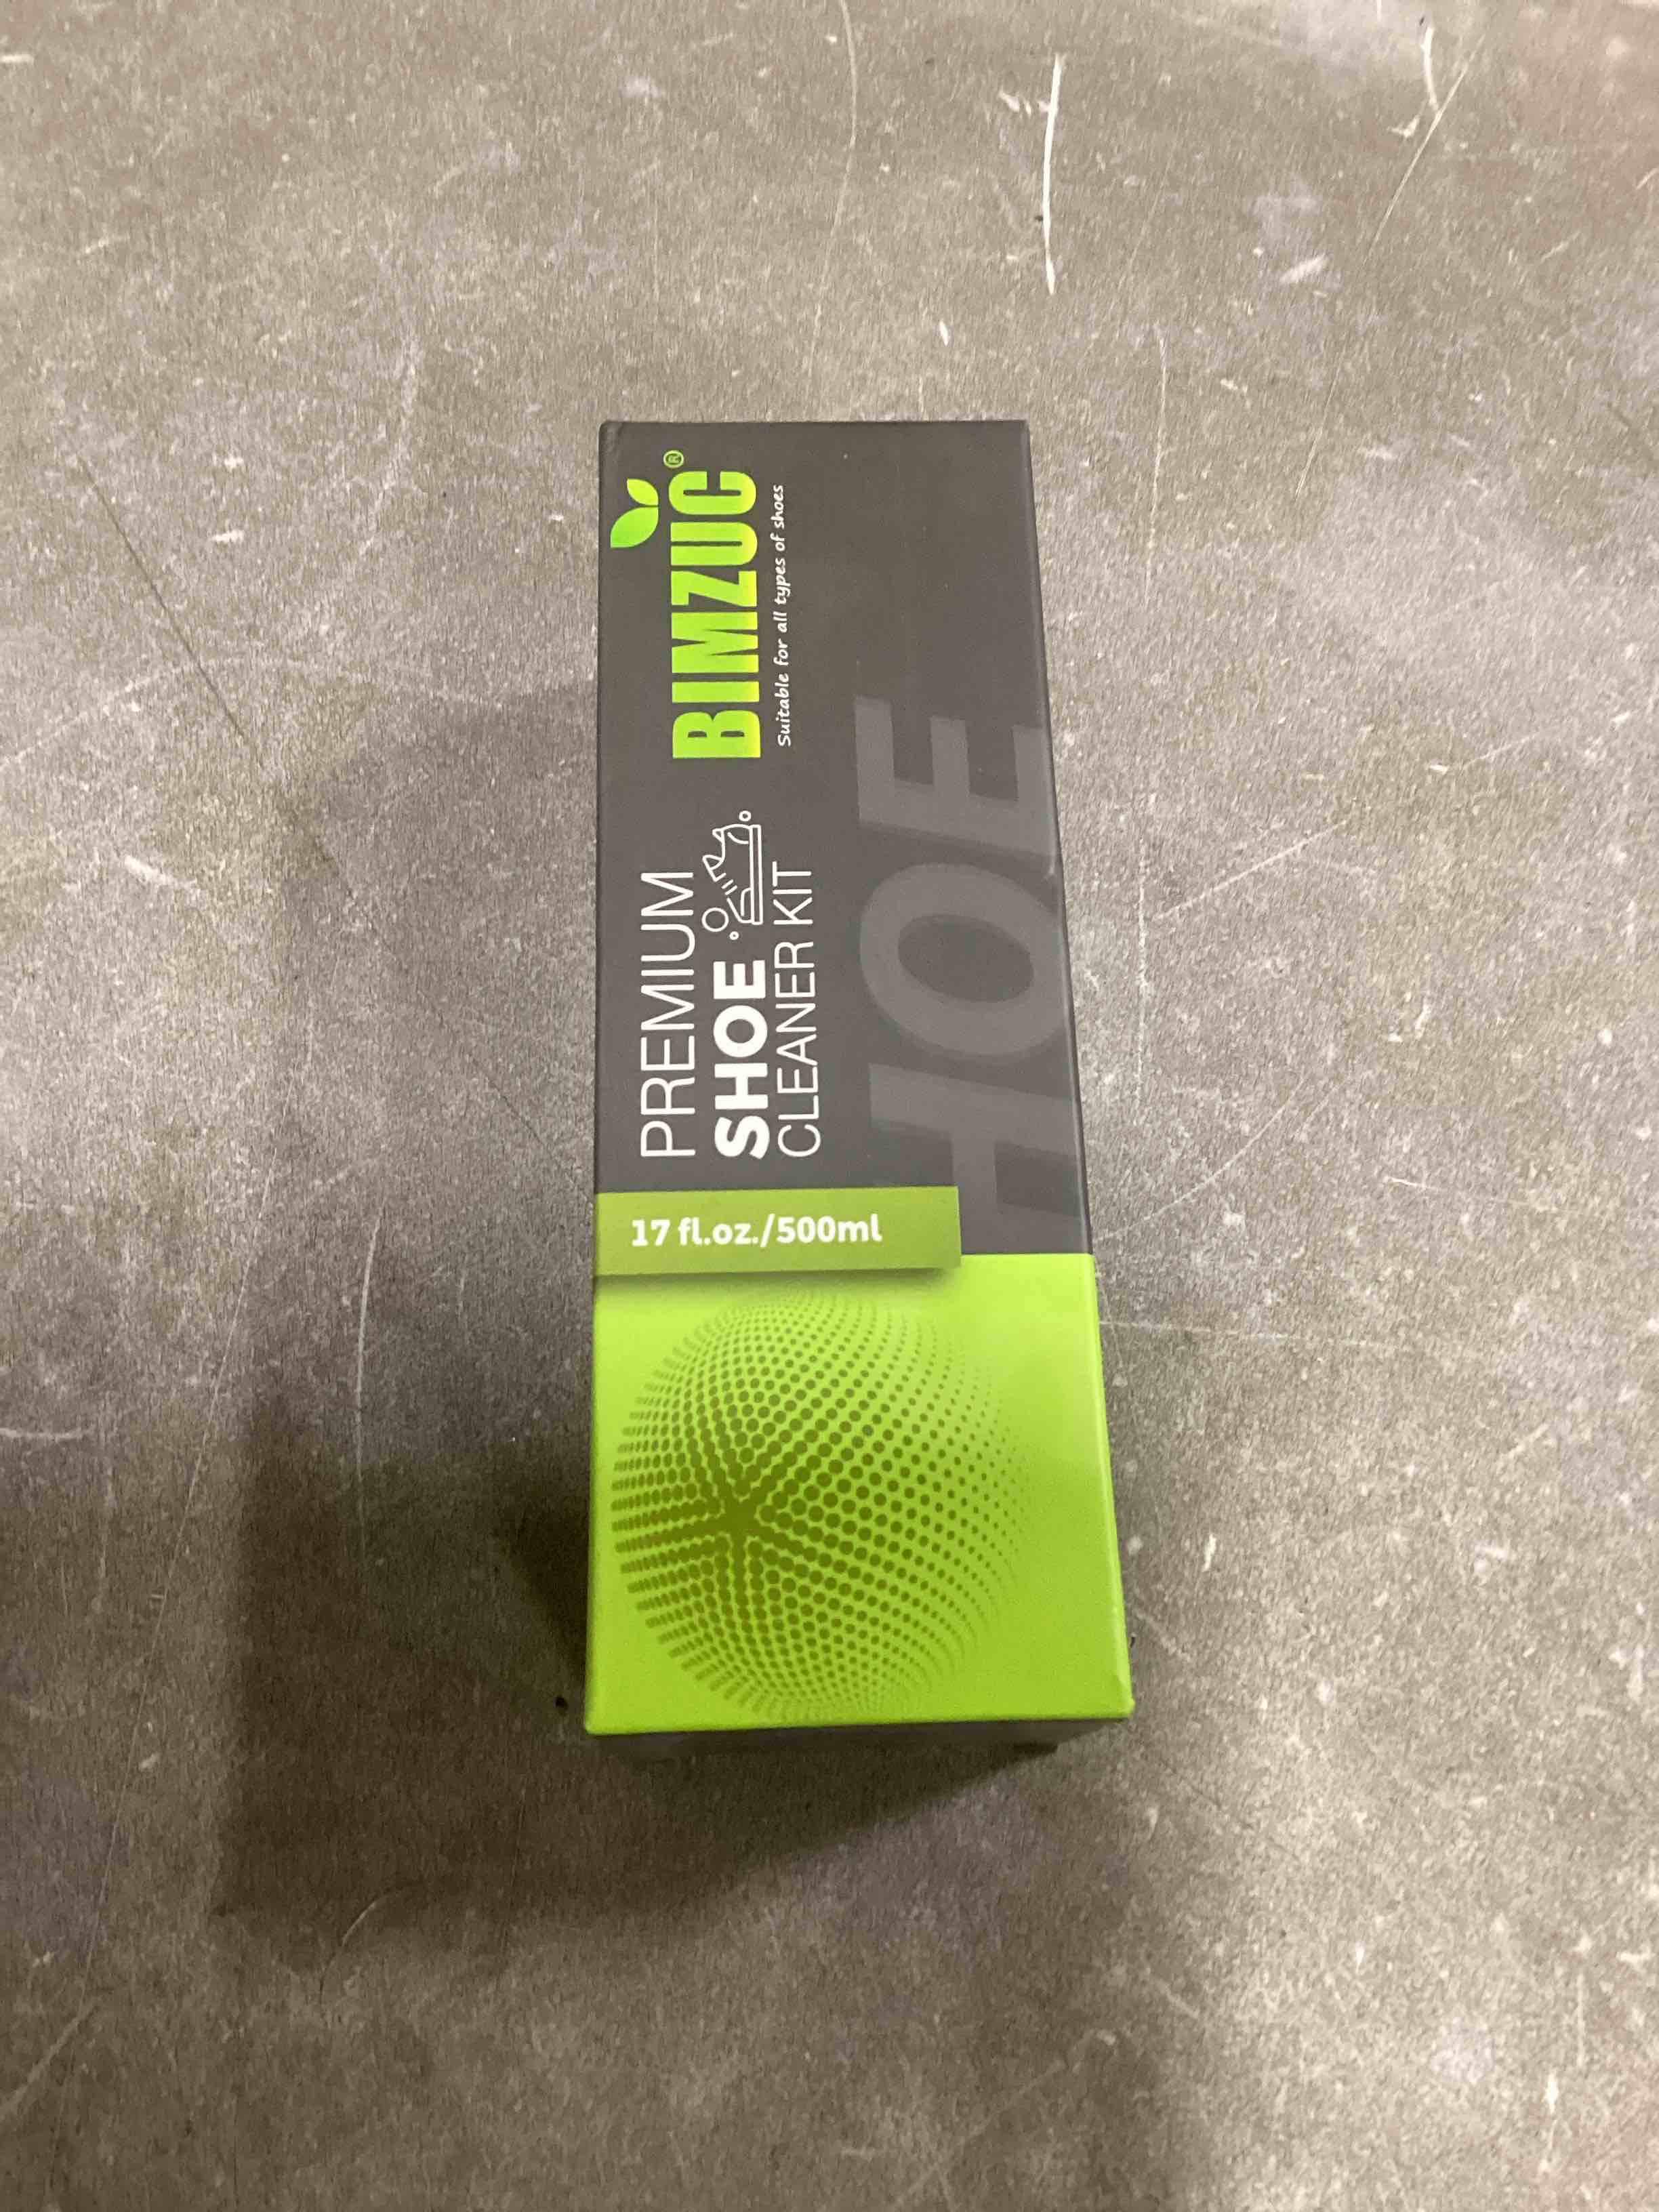 BIMZUC®
Suitable for all types of shoes
PREMIUM
SHOE
CLEANER KIT
17 fl.oz./500ml
HOE